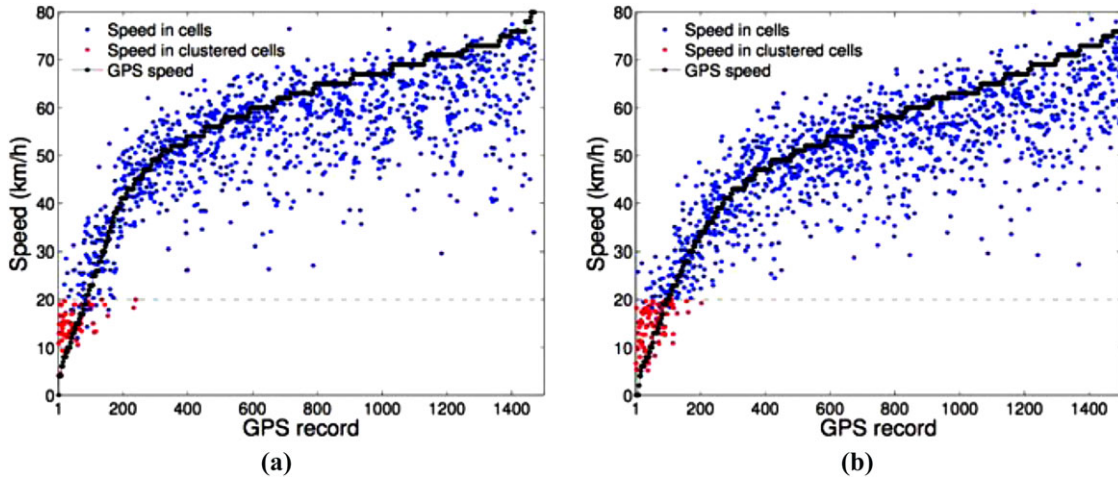 80
70
60
50
40
30
20
10
0
Speed (km/h)
Speed in cells
Speed in clustered cells
GPS speed
1 200 400 600 800 1000 1200 1400
GPS record
(a)
80
70
60
50
40
30
20
10
0
Speed (km/h)
Speed in cells
Speed in clustered cells
GPS speed
1 200 400 600 800 1000 1200 1400
GPS record
(b)